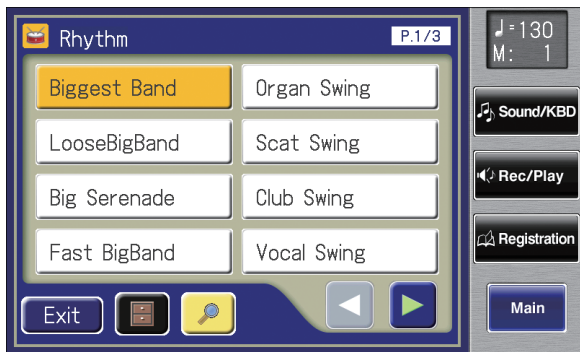 Rhythm
P.1/3
Biggest Band
Organ Swing
LooseBigBand
Scat Swing
Big Serenade
Club Swing
Fast BigBand
Vocal Swing
Exit
♩=130
M: 1
Sound/KBD
Rec/Play
Registration
Main